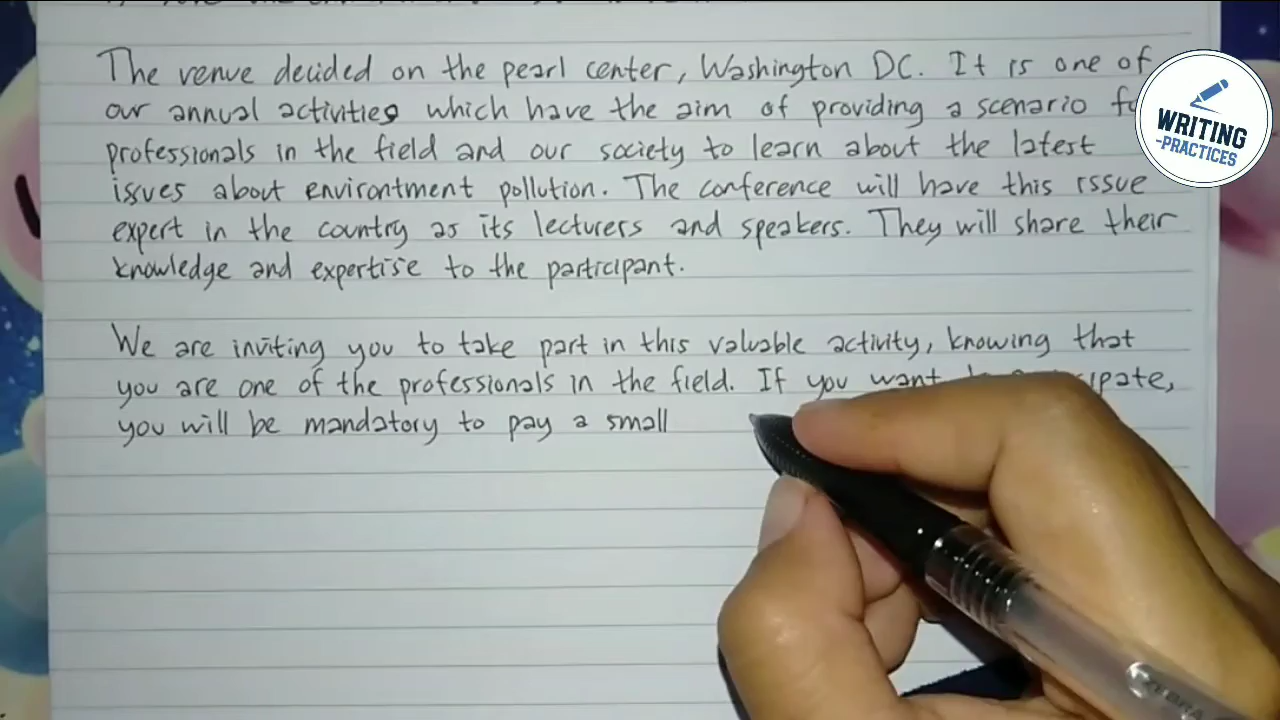 The venue decided on the pearl center, Washington DC. It is one of
our annual activities which have the aim of providing a scenario
professionals in the field and our society to learn about the latest
issues about environtment pollution. The conference will have this issue
expert in the country as its lecturers and speakers. They will share their
knowledge and expertise to the participant.
We are inviting you to take part in this valuable activity, knowing that
you are one of the professionals in the field. If you want
you will be mandatory to pay a small
WRITING
-PRACTICES
ZEBRA